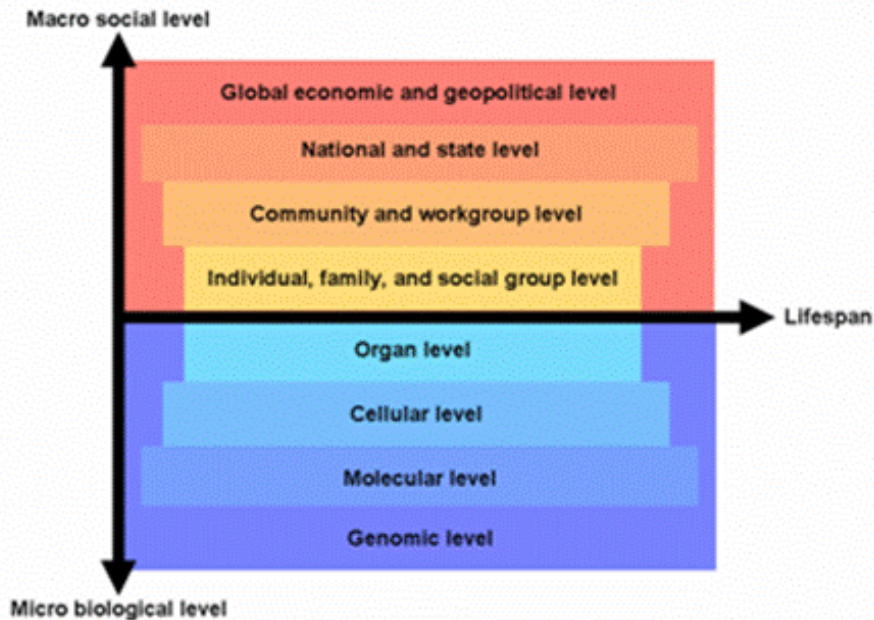 Macro social level
Global economic and geopolitical level
National and state level
Community and workgroup level
Individual, family, and social group level
Lifespan
Organ level
Cellular level
Molecular level
Genomic level
Micro biological level